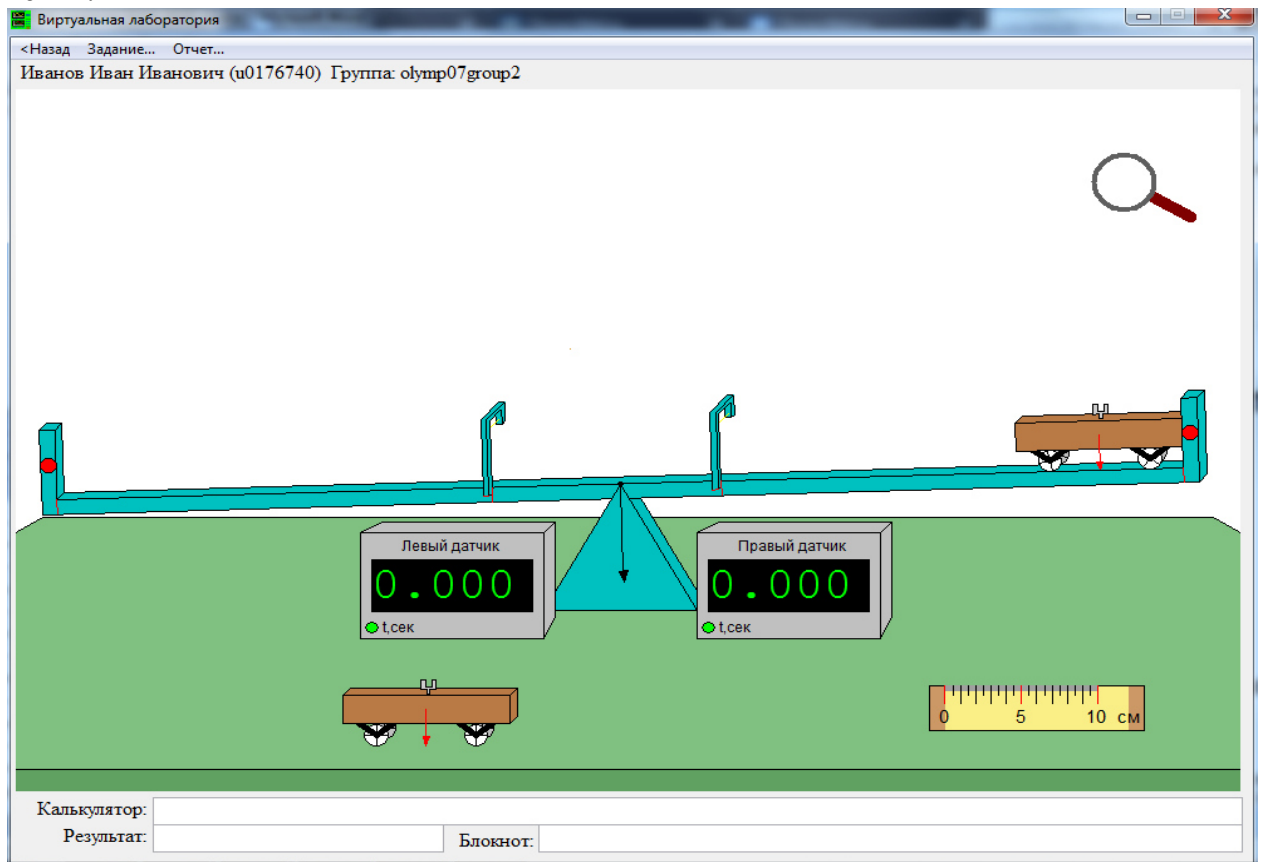 Виртуальная лаборатория
<Назад Задание... Отчет...
Иванов Иван Иванович (u0176740) Группа: olymp07group2
Левый датчик
0.000
t,сек
Правый датчик
0.000
t,сек
0 5 10 см
Калькулятор:
Результат:
Блокнот: